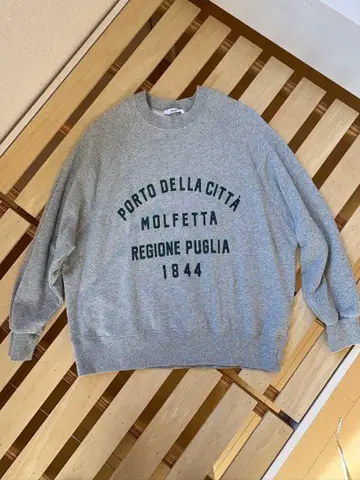 PORTO DELLA CITTÀ
MOLFETTA
REGIONE PUGLIA
1844